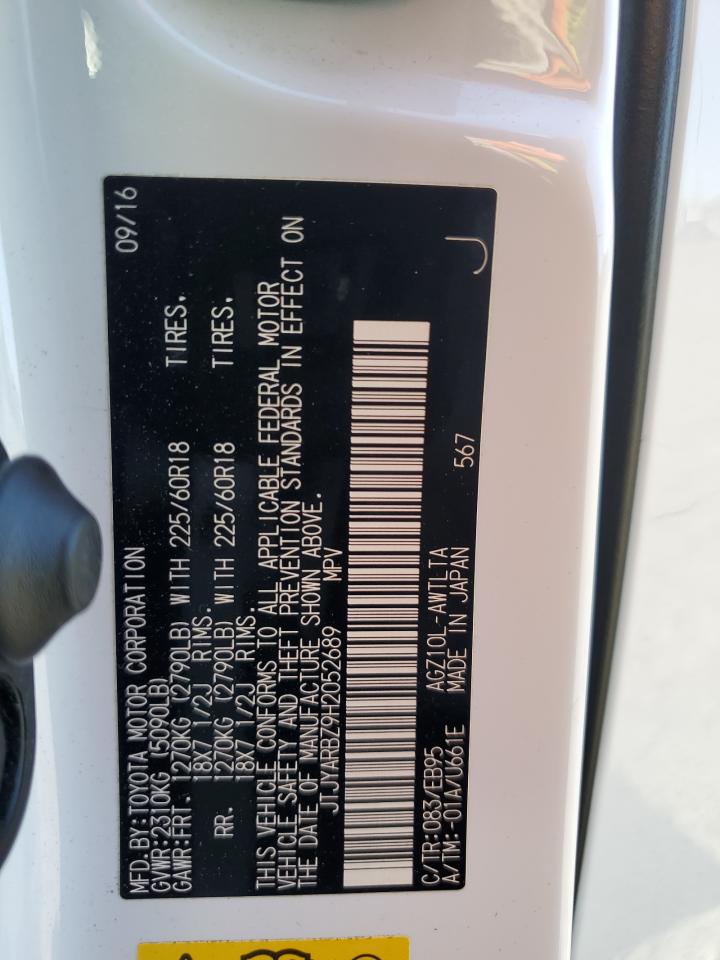 MFD.BY:TOYOTA MOTOR CORPORATION 09/16
GVWR:2310KG (5090LB)
GAWR:FRT. 1270KG (2790LB) WITH 225/60R18 TIRES.
18X7 1/2J RIMS.
RR. 1270KG (2790LB) WITH 225/60R18 TIRES.
18X7 1/2J RIMS.
THIS VEHICLE CONFORMS TO ALL APPLICABLE FEDERAL MOTOR
VEHICLE SAFETY AND THEFT PREVENTION STANDARDS IN EFFECT ON
THE DATE OF MANUFACTURE SHOWN ABOVE.
JTJYARBZ9H2052689 MPV
C/TR:083/EB95 AGZ10L-AWTLTA
A/TM:-01A/U661E MADE IN JAPAN 567 J